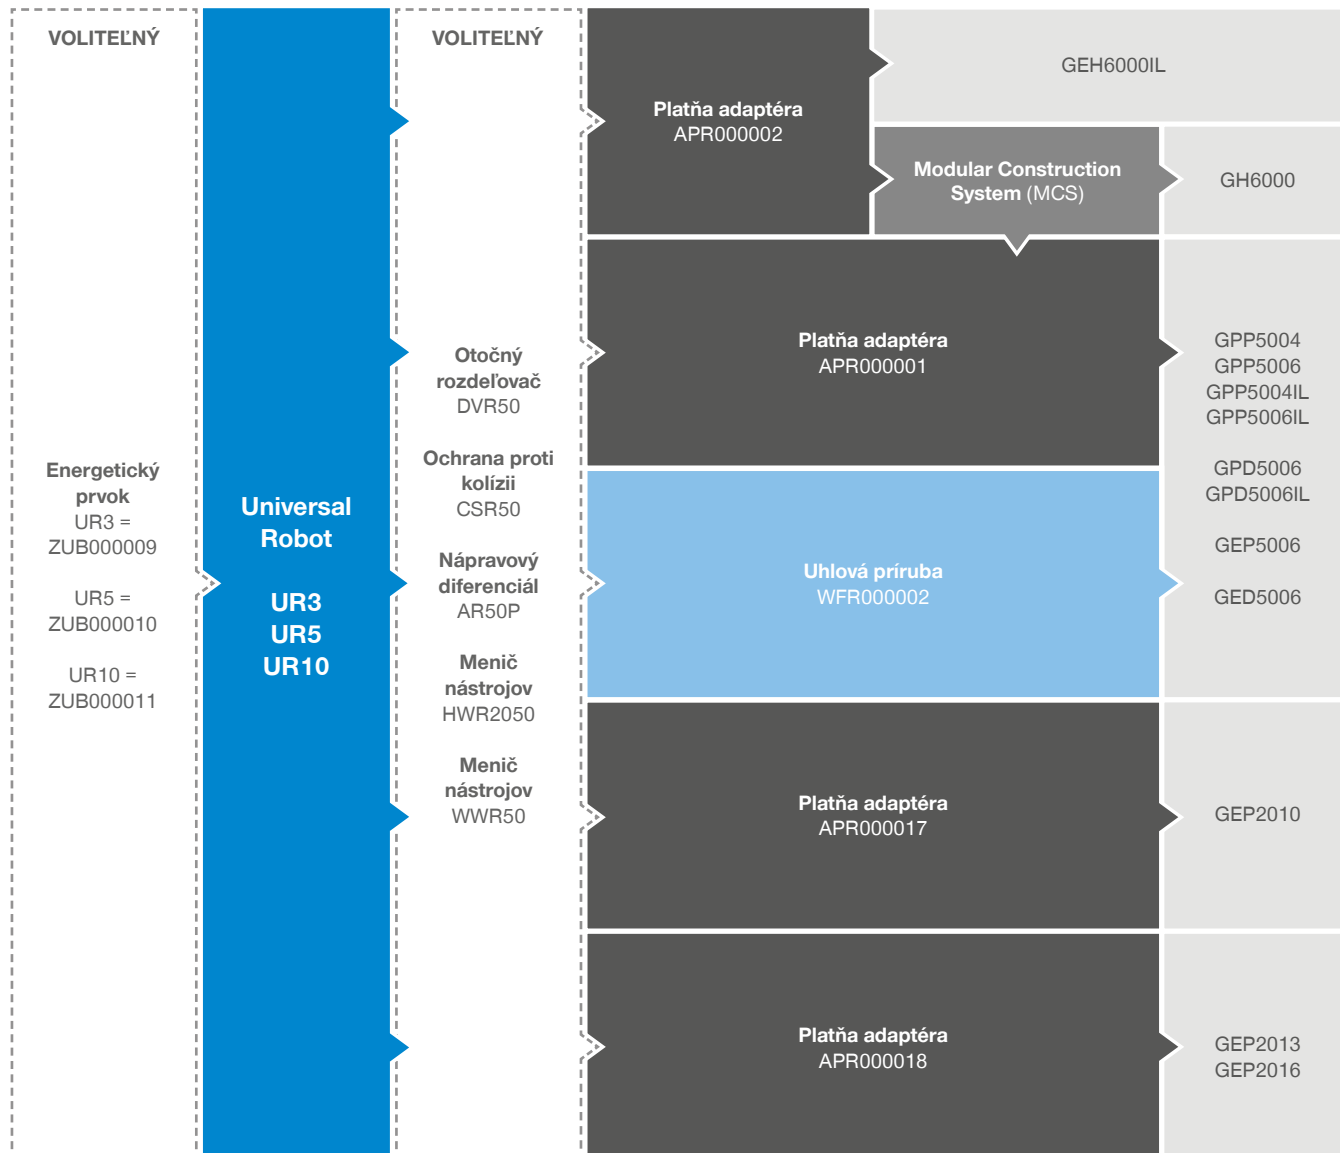 VOLITEĽNÝ
Energetický
prvok
UR3 =
ZUB000009
UR5 =
ZUB000010
UR10 =
ZUB000011
Universal
Robot
UR3
UR5
UR10
VOLITEĽNÝ
Otočný
rozdeľovač
DVR50
Ochrana proti
kolízii
CSR50
Nápravový
diferenciál
AR50P
Menič
nástrojov
HWR2050
Menič
nástrojov
WWR50
Platňa adaptéra
APR000002
GEH6000IL
Modular Construction
System (MCS)
GH6000
Platňa adaptéra
APR000001
Uhlová príruba
WFR000002
GPP5004
GPP5006
GPP5004IL
GPP5006IL
GPD5006
GPD5006IL
GEP5006
GED5006
Platňa adaptéra
APR000017
GEP2010
Platňa adaptéra
APR000018
GEP2013
GEP2016